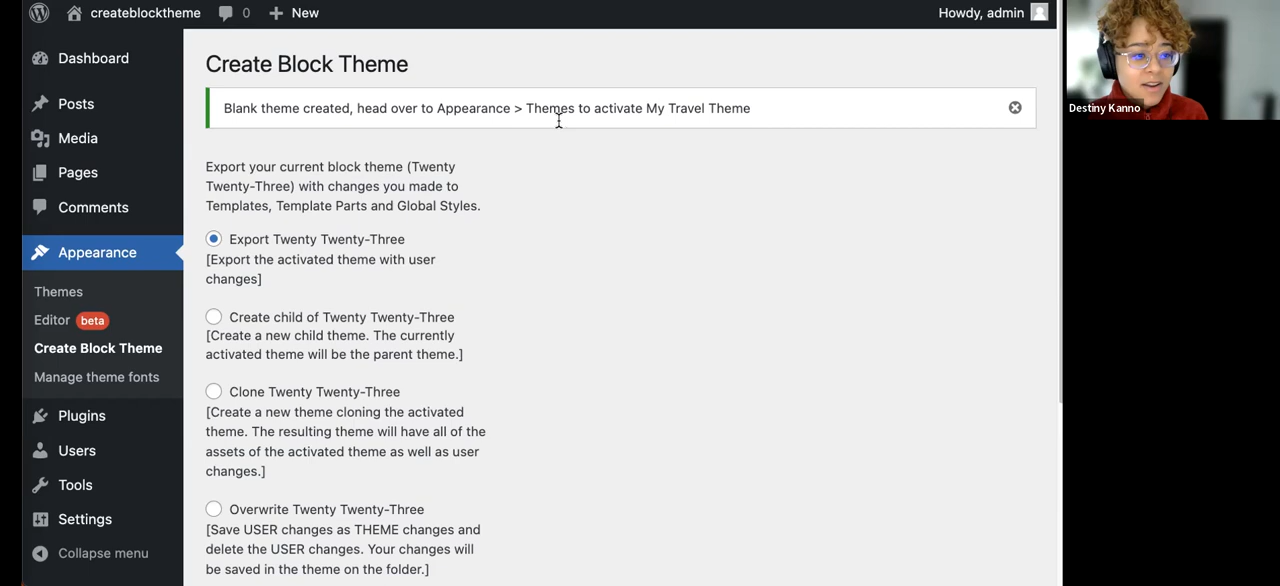 createblocktheme 0 New Howdy, admin
Destiny Kanno
Dashboard
Posts
Media
Pages
Comments
Appearance
Themes
Editor beta
Create Block Theme
Manage theme fonts
Plugins
Users
Tools
Settings
Collapse menu
Create Block Theme
Blank theme created, head over to Appearance > Themes to activate My Travel Theme
Export your current block theme (Twenty
Twenty-Three) with changes you made to
Templates, Template Parts and Global Styles.
Export Twenty Twenty-Three
[Export the activated theme with user
changes]
Create child of Twenty Twenty-Three
[Create a new child theme. The currently
activated theme will be the parent theme.]
Clone Twenty Twenty-Three
[Create a new theme cloning the activated
theme. The resulting theme will have all of the
assets of the activated theme as well as user
changes.]
Overwrite Twenty Twenty-Three
[Save USER changes as THEME changes and
delete the USER changes. Your changes will
be saved in the theme on the folder.]